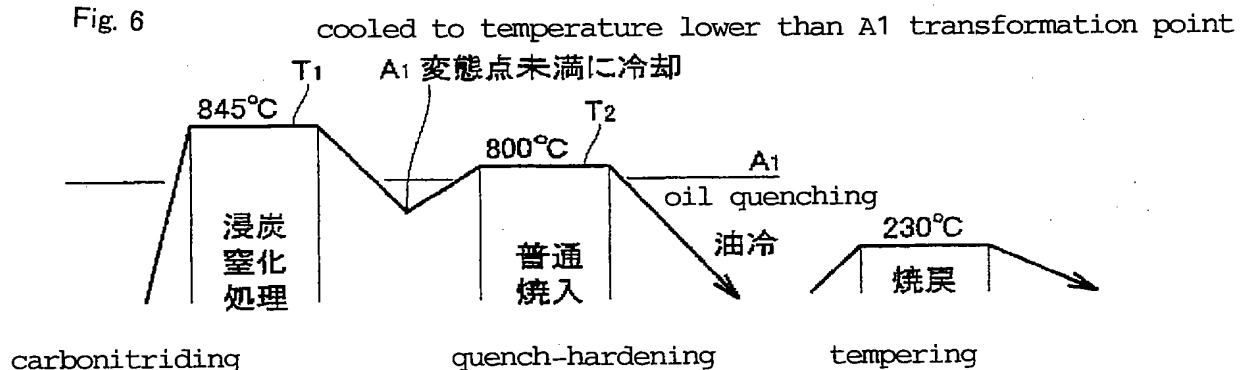 Fig. 6
cooled to temperature lower than A1 transformation point
T1
A1 変態点未満に冷却
845°C
T2
800°C
A1
oil quenching
油冷
230°C
浸炭
窒化
処理
普通
焼入
焼戻
carbonitriding
quench-hardening
tempering